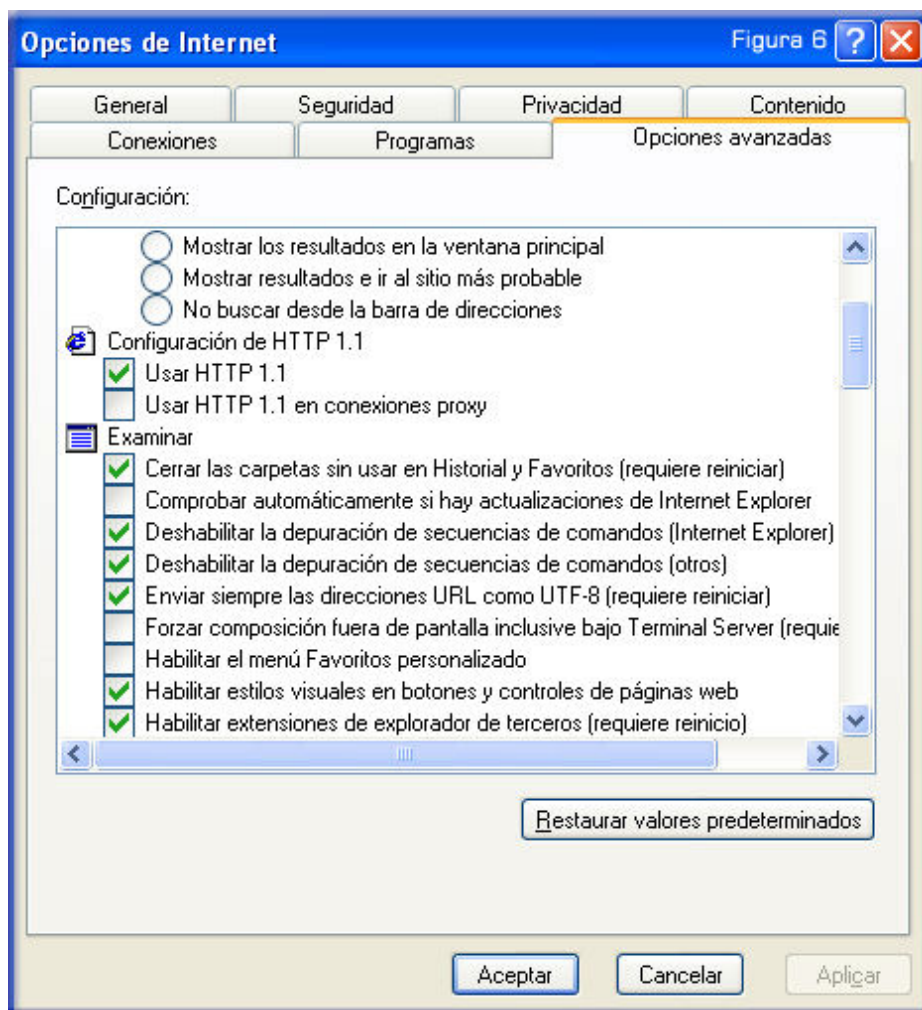 Opciones de Internet Figura 6
General Seguridad Privacidad Contenido
Conexiones Programas Opciones avanzadas
Configuración:
Mostrar los resultados en la ventana principal
Mostrar resultados e ir al sitio más probable
No buscar desde la barra de direcciones
Configuración de HTTP 1.1
Usar HTTP 1.1
Usar HTTP 1.1 en conexiones proxy
Examinar
Cerrar las carpetas sin usar en Historial y Favoritos (requiere reiniciar)
Comprobar automáticamente si hay actualizaciones de Internet Explorer
Deshabilitar la depuración de secuencias de comandos (Internet Explorer)
Deshabilitar la depuración de secuencias de comandos (otros)
Enviar siempre las direcciones URL como UTF-8 (requiere reiniciar)
Forzar composición fuera de pantalla inclusive bajo Terminal Server (requie
Habilitar el menú Favoritos personalizado
Habilitar estilos visuales en botones y controles de páginas web
Habilitar extensiones de explorador de terceros (requiere reinicio)
Restaurar valores predeterminados
Aceptar Cancelar Aplicar